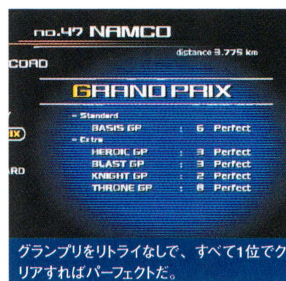 no.47 NAMCO
distance 3.775 km
CORD
GRAND PRIX
- Standard
BASIS GP : 6 Perfect
IX
- Extra
HEROIC GP : 3 Perfect
ARD
BLAST GP : 3 Perfect
KNIGHT GP : 2 Perfect
THRONE GP : 8 Perfect
グランプリをリトライなしで、すべて1位でク
リアすればパーフェクトだ。